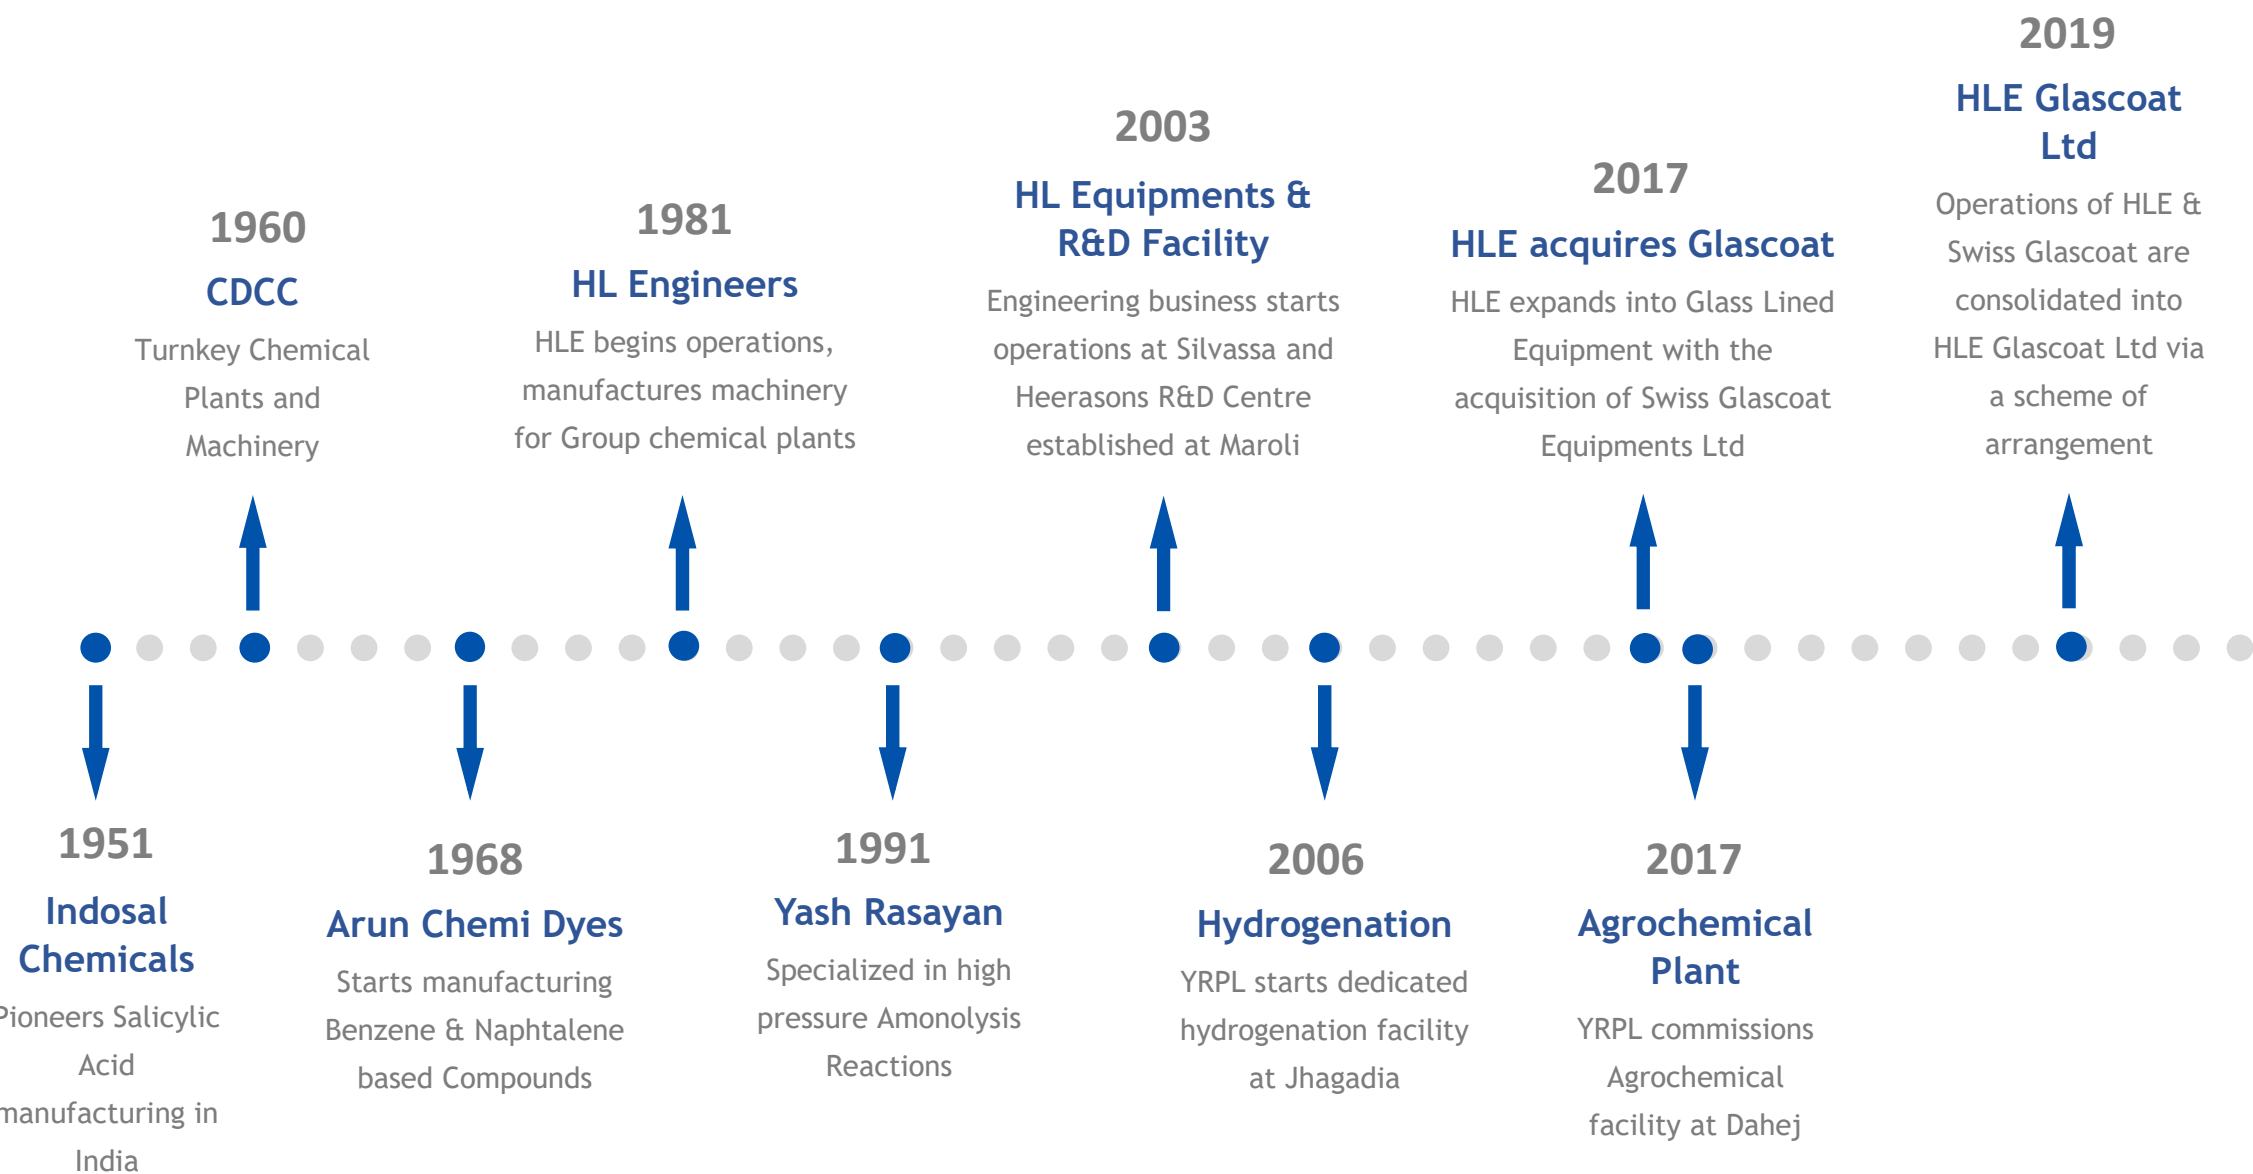 1951
Indosal
Chemicals
Pioneers Salicylic
Acid
manufacturing in
India
1960
CDCC
Turnkey Chemical
Plants and
Machinery
1968
Arun Chemi Dyes
Starts manufacturing
Benzene & Naphtalene
based Compounds
1981
HL Engineers
HLE begins operations,
manufactures machinery
for Group chemical plants
1991
Yash Rasayan
Specialized in high
pressure Amonolysis
Reactions
2003
HL Equipments &
R&D Facility
Engineering business starts
operations at Silvassa and
Heerasons R&D Centre
established at Maroli
2006
Hydrogenation
YRPL starts dedicated
hydrogenation facility
at Jhagadia
2017
HLE acquires Glascoat
HLE expands into Glass Lined
Equipment with the
acquisition of Swiss Glascoat
Equipments Ltd
2017
Agrochemical
Plant
YRPL commissions
Agrochemical
facility at Dahej
2019
HLE Glascoat
Ltd
Operations of HLE &
Swiss Glascoat are
consolidated into
HLE Glascoat Ltd via
a scheme of
arrangement